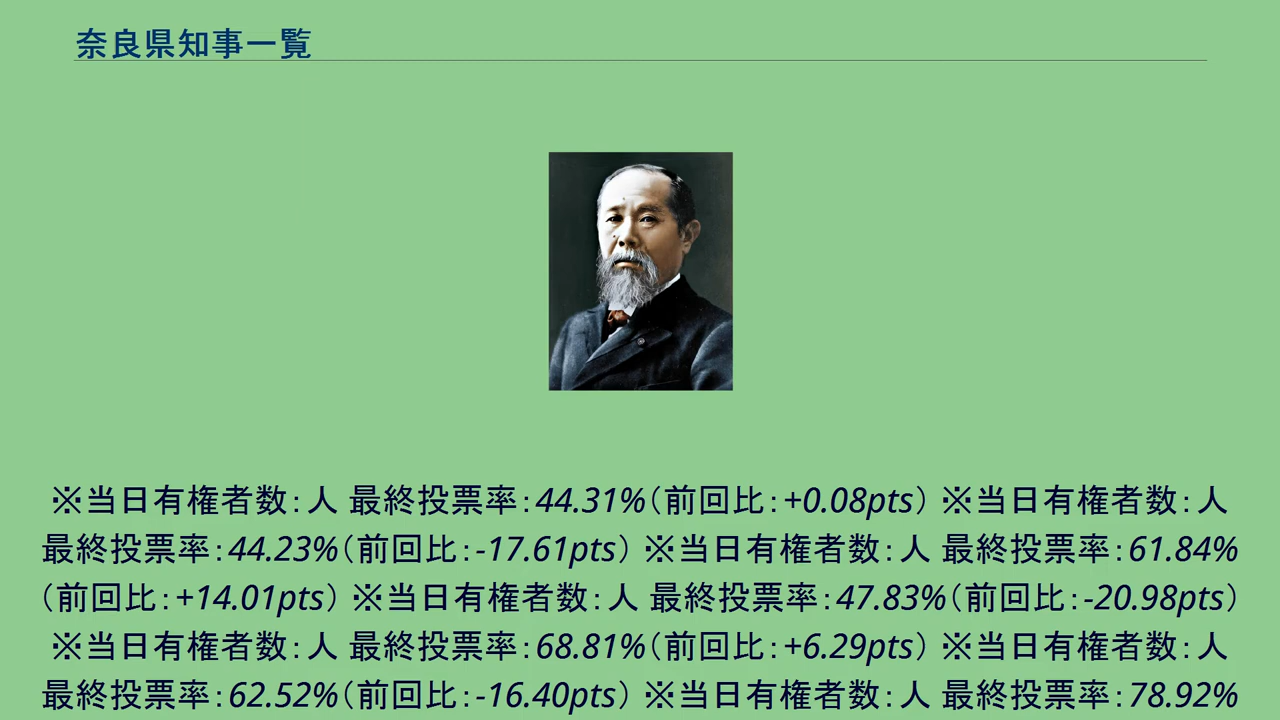 奈良県知事一覧
※当日有権者数：人 最終投票率：44.31%（前回比：+0.08pts） ※当日有権者数：人
最終投票率：44.23%（前回比：-17.61pts） ※当日有権者数：人 最終投票率：61.84%
（前回比：+14.01pts） ※当日有権者数：人 最終投票率：47.83%（前回比：-20.98pts）
※当日有権者数：人 最終投票率：68.81%（前回比：+6.29pts） ※当日有権者数：人
最終投票率：62.52%（前回比：-16.40pts） ※当日有権者数：人 最終投票率：78.92%